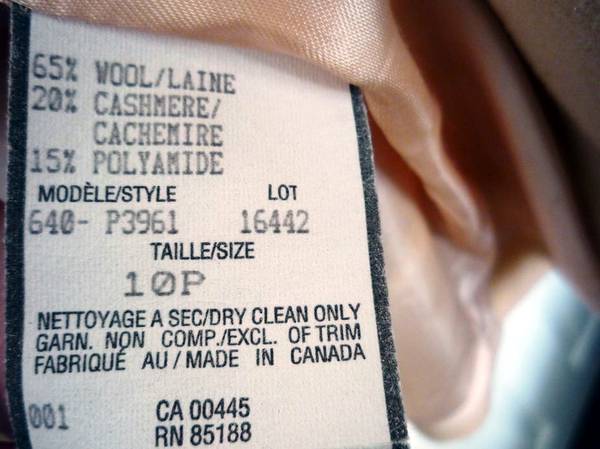 65% WOOL/LAINE
20% CASHMERE/
CACHEMIRE
15% POLYAMIDE
MODÈLE/STYLE LOT
640- P3961 16442
TAILLE/SIZE
10P
NETTOYAGE A SEC/DRY CLEAN ONLY
GARN. NON COMP./EXCL. OF TRIM
FABRIQUÉ AU / MADE IN CANADA
001 CA 00445
RN 85188